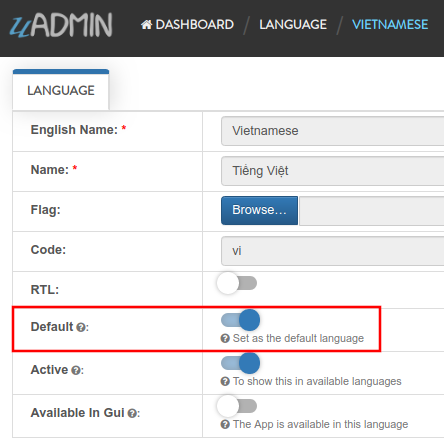 uADMIN DASHBOARD / LANGUAGE / VIETNAMESE
LANGUAGE
English Name: * Vietnamese
Name: * Tiếng Việt
Flag: Browse...
Code: vi
RTL:
Default ?:
? Set as the default language
Active ?:
? To show this in available languages
Available In Gui ?:
? The App is available in this language